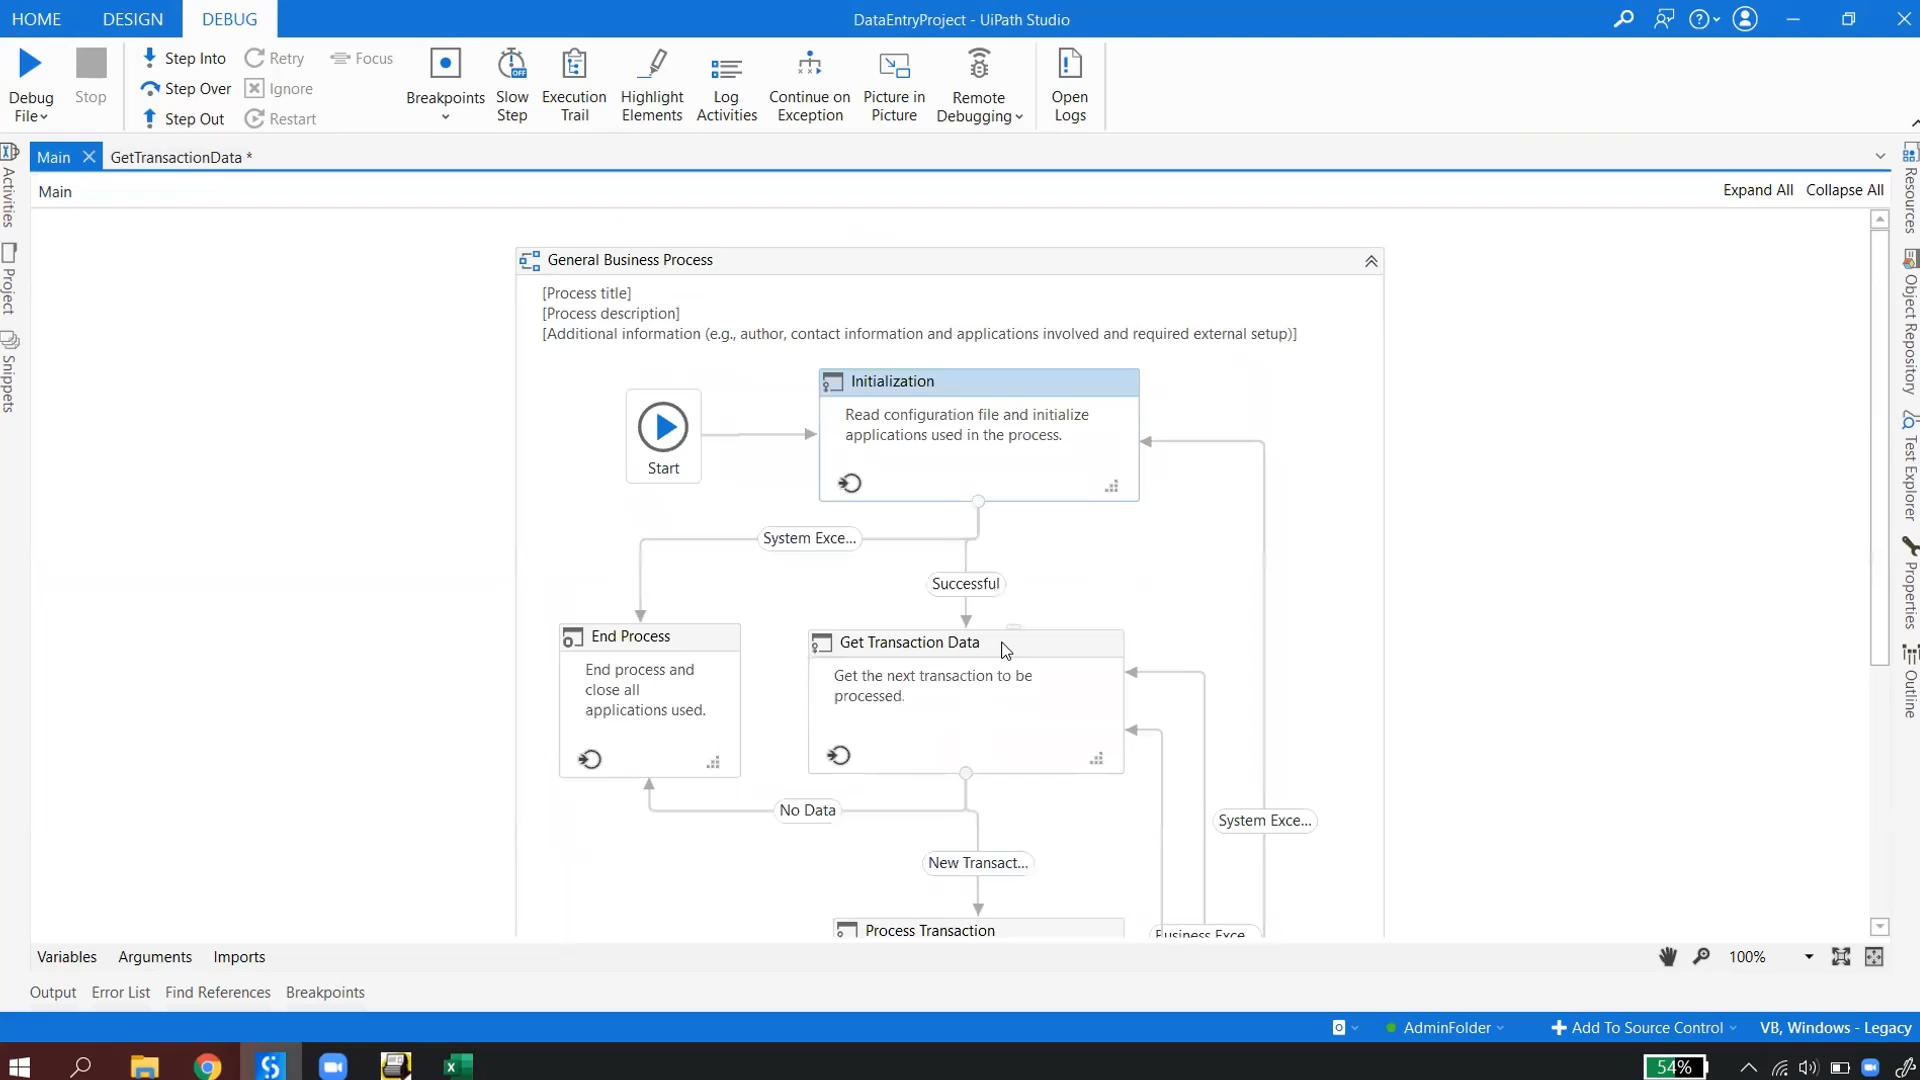 HOME DESIGN DEBUG
DataEntryProject - UiPath Studio
Debug
File
Stop
Step Into
Step Over
Step Out
Retry
Ignore
Restart
Focus
Breakpoints
Slow
Step
OFF
Execution
Trail
Highlight
Elements
Log
Activities
Continue on
Exception
Picture in
Picture
Remote
Debugging
Open
Logs
Main
GetTransactionData *
Main
Expand All Collapse All
Activities
Project
Snippets
Resources
Object Repository
Test Explorer
Properties
Outline
General Business Process
[Process title]
[Process description]
[Additional information (e.g., author, contact information and applications involved and required external setup)]
Start
Initialization
Read configuration file and initialize
applications used in the process.
System Exce...
Successful
End Process
End process and
close all
applications used.
Get Transaction Data
Get the next transaction to be
processed.
No Data
System Exce...
New Transact...
Process Transaction
Business Exce...
Variables Arguments Imports
100%
Output Error List Find References Breakpoints
AdminFolder
Add To Source Control
VB, Windows - Legacy
54%